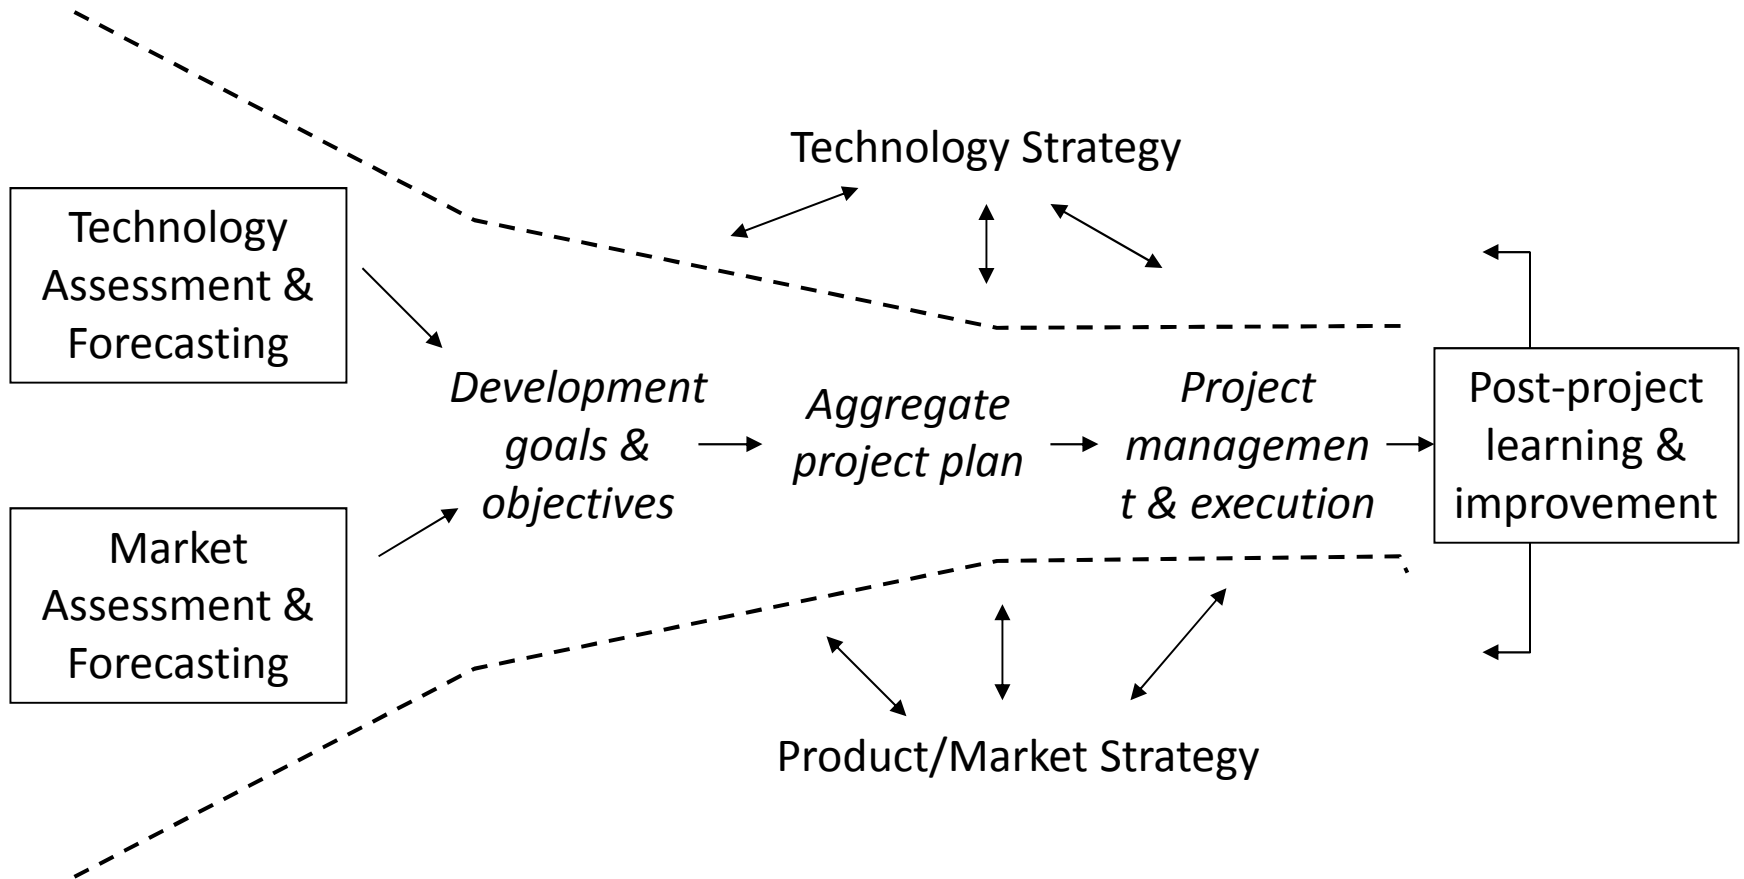 Technology Strategy
Technology
Assessment &
Forecasting
Market
Assessment &
Forecasting
Development
goals &
objectives
Aggregate
project plan
Project
managemen
t & execution
Post-project
learning &
improvement
Product/Market Strategy